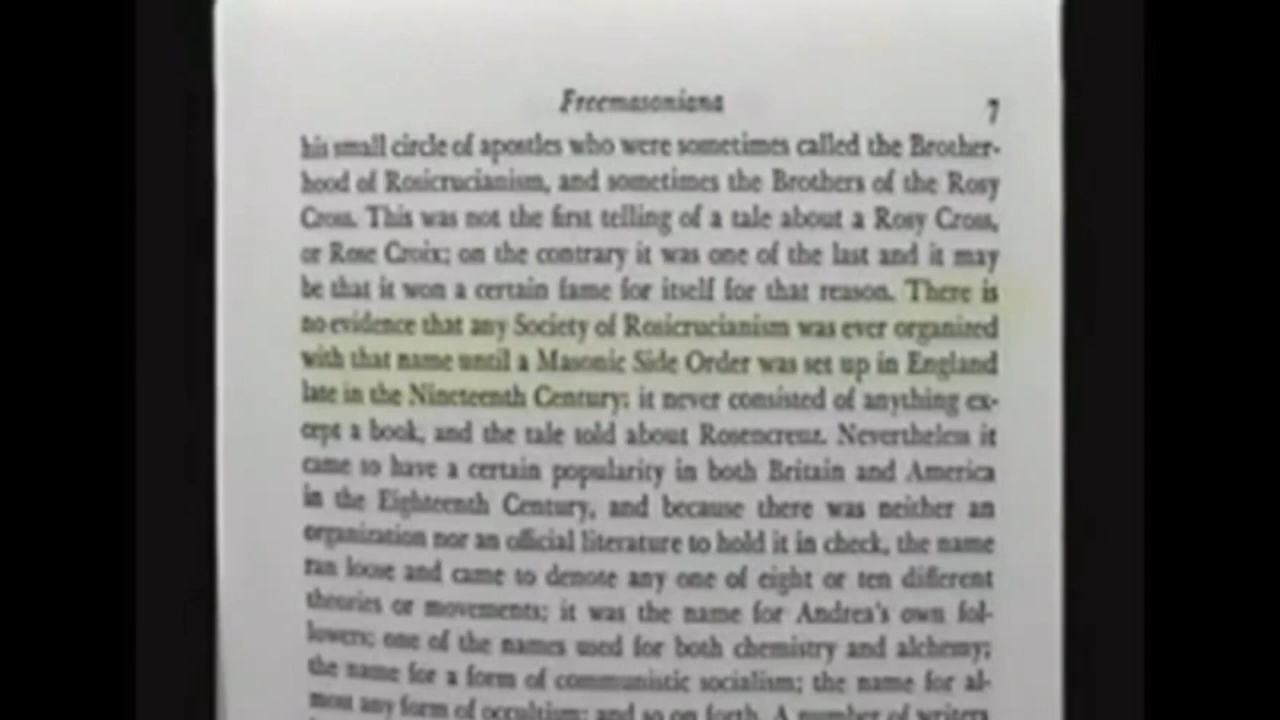 Freemasoniana 7
his small circle of apostles who were sometimes called the Brother-
hood of Rosicrucianism, and sometimes the Brothers of the Rosy
Cross. This was not the first telling of a tale about a Rosy Cross,
or Rose Croix; on the contrary it was one of the last and it may
be that it won a certain fame for itself for that reason. There is
no evidence that any Society of Rosicrucianism was ever organized
with that name until a Masonic Side Order was set up in England
late in the Nineteenth Century; it never consisted of anything ex-
cept a book, and the tale told about Rosencreuz. Nevertheless it
came to have a certain popularity in both Britain and America
in the Eighteenth Century, and because there was neither an
organization nor an official literature to hold it in check, the name
ran loose and came to denote any one of eight or ten different
theories or movements; it was the name for Andrea's own fol-
lowers; one of the names used for both chemistry and alchemy;
the name for a form of communistic socialism; the name for al-
most any form of occultism; and so on forth. A number of writers